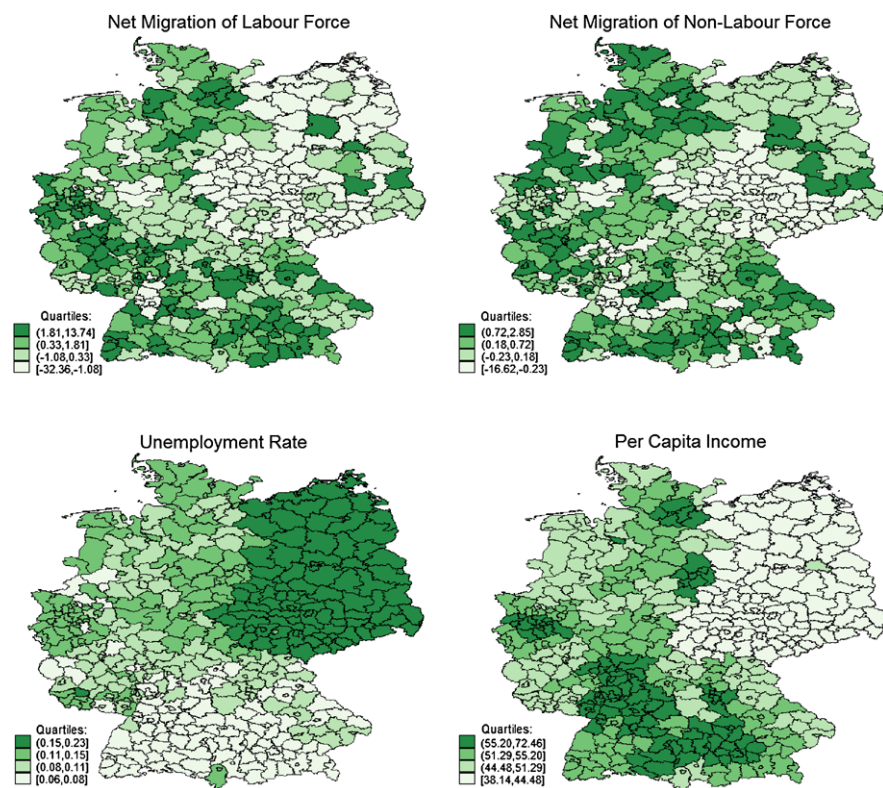 Net Migration of Labour Force
Net Migration of Non-Labour Force
Quartiles:
(1.81,13.74]
(0.33,1.81]
(-1.08,0.33]
[-32.36,-1.08]
Quartiles:
(0.72,2.85]
(0.18,0.72]
(-0.23,0.18]
[-16.62,-0.23]
Unemployment Rate
Per Capita Income
Quartiles:
(0.15,0.23]
(0.11,0.15]
(0.08,0.11]
[0.06,0.08]
Quartiles:
(55.20,72.46]
(51.29,55.20]
(44.48,51.29]
[38.14,44.48]